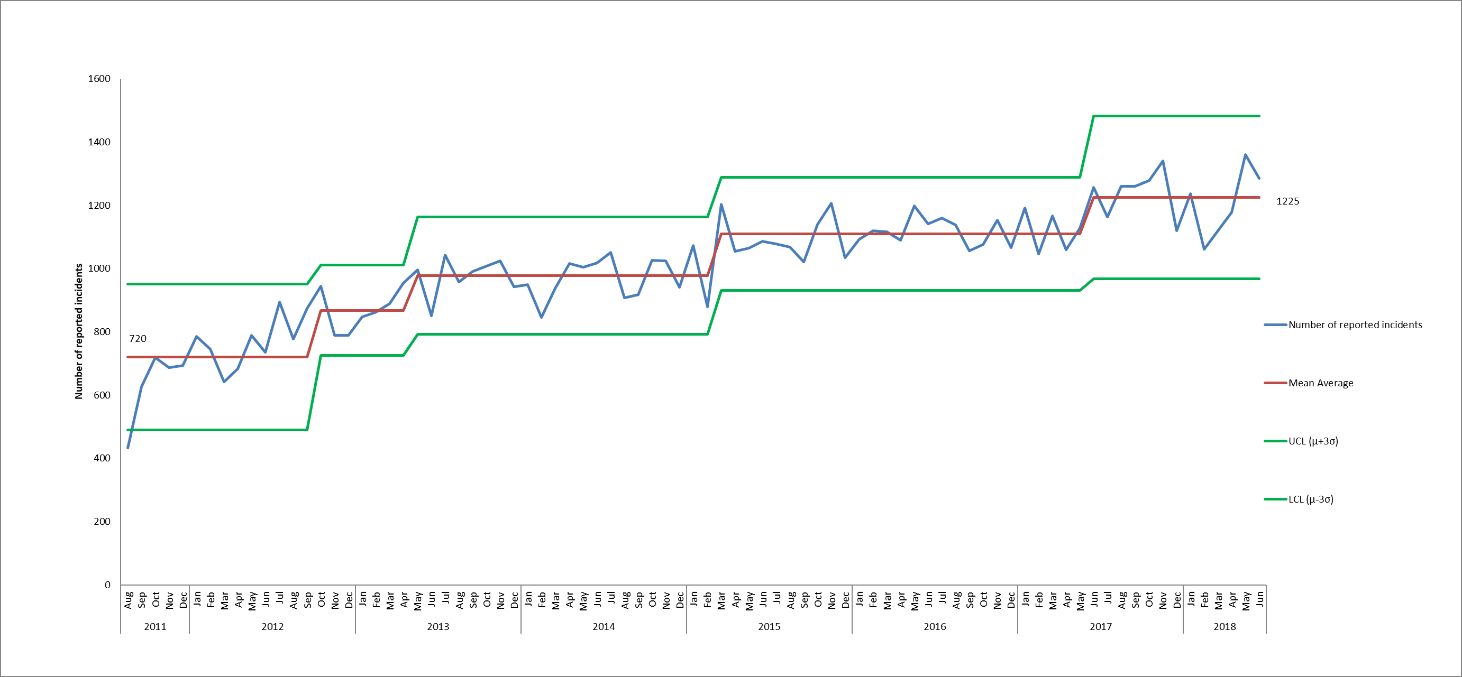 1600
1400
1200
1000
800
600
400
200
0
Number of reported incidents
720
1225
Number of reported incidents
Mean Average
UCL (μ+3σ)
LCL (μ-3σ)
Aug Sep Oct Nov Dec Jan Feb Mar Apr May Jun Jul Aug Sep Oct Nov Dec Jan Feb Mar Apr May Jun Jul Aug Sep Oct Nov Dec Jan Feb Mar Apr May Jun Jul Aug Sep Oct Nov Dec Jan Feb Mar Apr May Jun Jul Aug Sep Oct Nov Dec Jan Feb Mar Apr May Jun Jul Aug Sep Oct Nov Dec Jan Feb Mar Apr May Jun Jul Aug Sep Oct Nov Dec Jan Feb Mar Apr May Jun
2011 2012 2013 2014 2015 2016 2017 2018